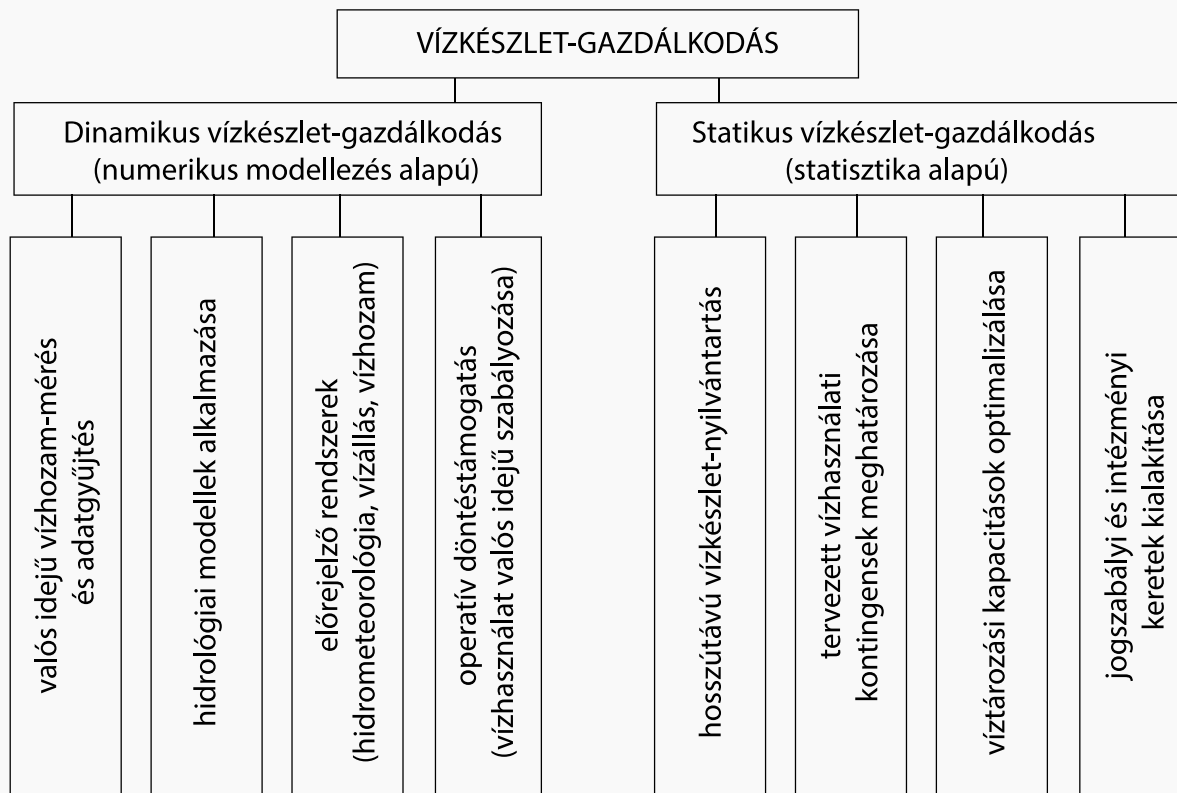 VÍZKÉSZLET-GAZDÁLKODÁS
Dinamikus vízkészlet-gazdálkodás
(numerikus modellezés alapú)
Statikus vízkészlet-gazdálkodás
(statisztika alapú)
valós idejű vízhozam-mérés
és adatgyűjtés
hidrológiai modellek alkalmazása
előrejelző rendszerek
(hidrometeorológia, vízállás, vízhozam)
operatív döntéstámogatás
(vízhasználat valós idejű szabályozása)
hosszútávú vízkészlet-nyilvántartás
tervezett vízhasználati
kontingensek meghatározása
víztározási kapacitások optimalizálása
jogszabályi és intézményi
keretek kialakítása